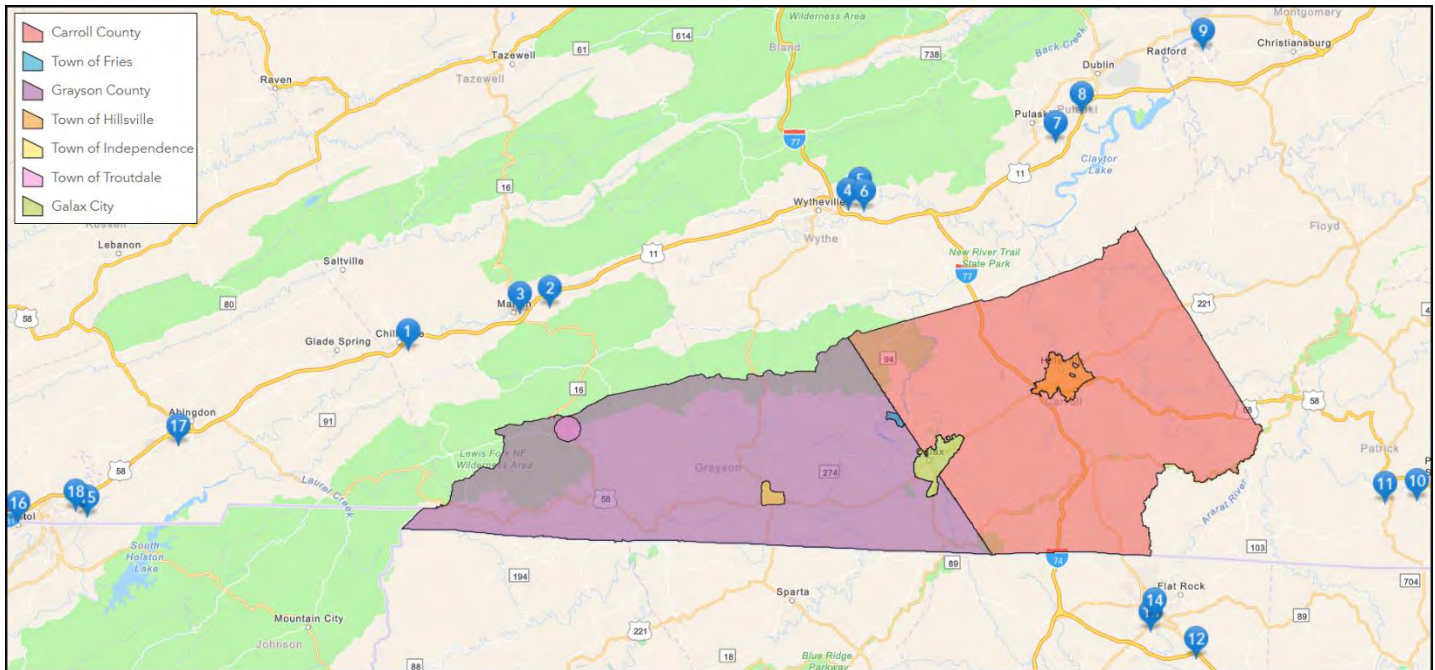 Carroll County
Town of Fries
Grayson County
Town of Hillsville
Town of Independence
Town of Troutdale
Galax City
Wilderness Area
Bland
614
61
Tazewell
Tazewell
Raven
738
Back Creek
Montgomery
9
Radford
Christiansburg
Dublin
8
Pulaski
7
77
Claytor
Lake
11
16
5
4
6
Wytheville
Wythe
Floyd
Lebanon
Saltville
11
New River Trail
State Park
77
221
80
58
3
2
1
Glade Spring
94
16
58
58
Abingdon
17
91
Lewis Fork NF
Wilderness Area
Grayson
274
58
Patrick
11
10
Ararat River
58
18
16
Laurel Creek
South
Holston
Lake
103
89
74
194
704
Flat Rock
14
89
12
Sparta
Mountain City
Johnson
221
88
18
Blue Ridge
Parkway